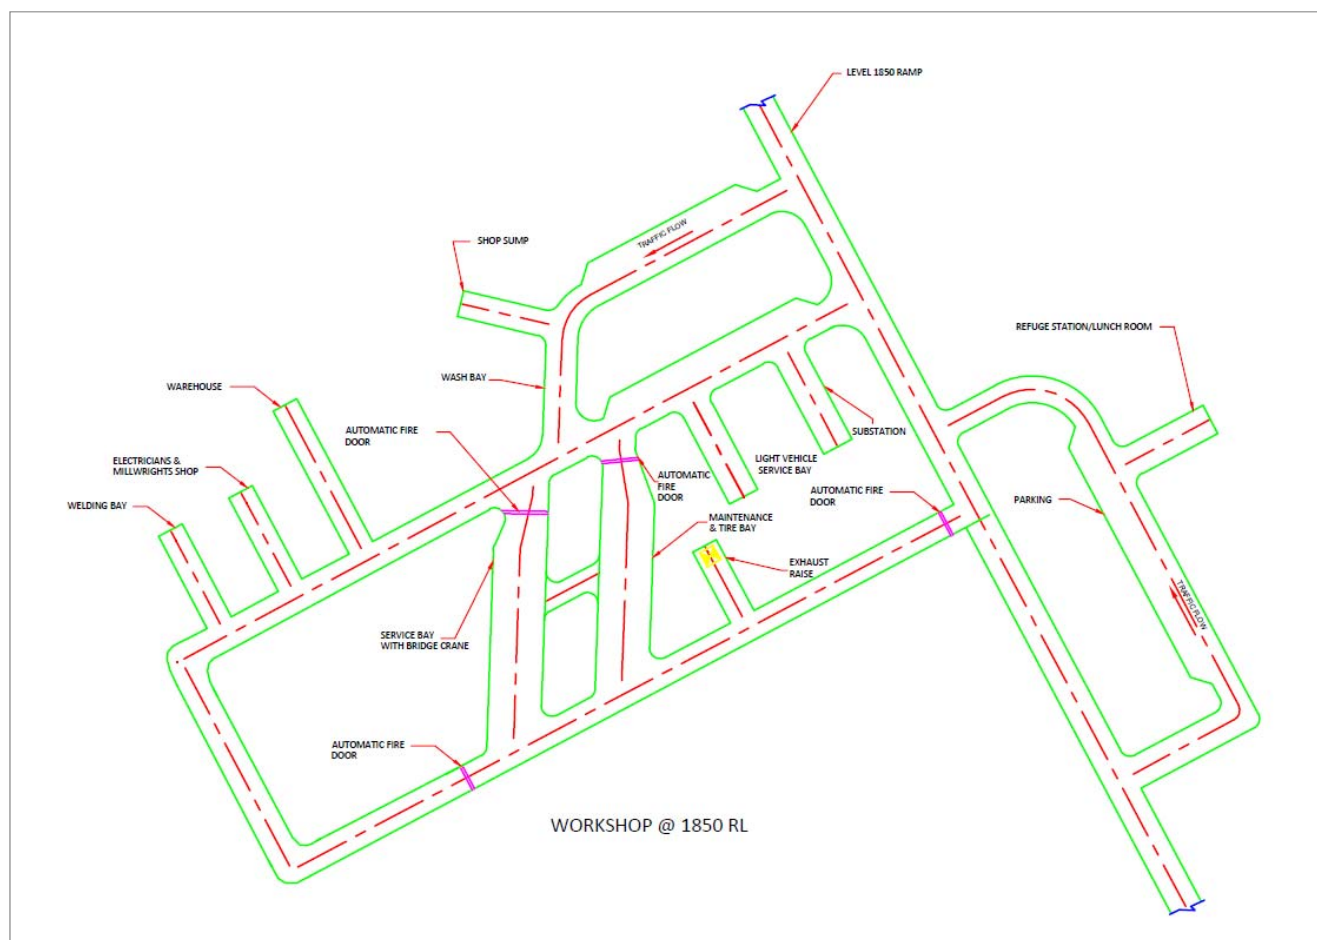 LEVEL 1850 RAMP
TRAFFIC FLOW
SHOP SUMP
REFUGE STATION/LUNCH ROOM
WASH BAY
WAREHOUSE
AUTOMATIC FIRE
DOOR
SUBSTATION
ELECTRICIANS &
MILLWRIGHTS SHOP
LIGHT VEHICLE
SERVICE BAY
AUTOMATIC
FIRE
DOOR
AUTOMATIC FIRE
DOOR
PARKING
WELDING BAY
MAINTENANCE
& TIRE BAY
EXHAUST
RAISE
TRAFFIC FLOW
SERVICE BAY
WITH BRIDGE CRANE
AUTOMATIC FIRE
DOOR
WORKSHOP @ 1850 RL